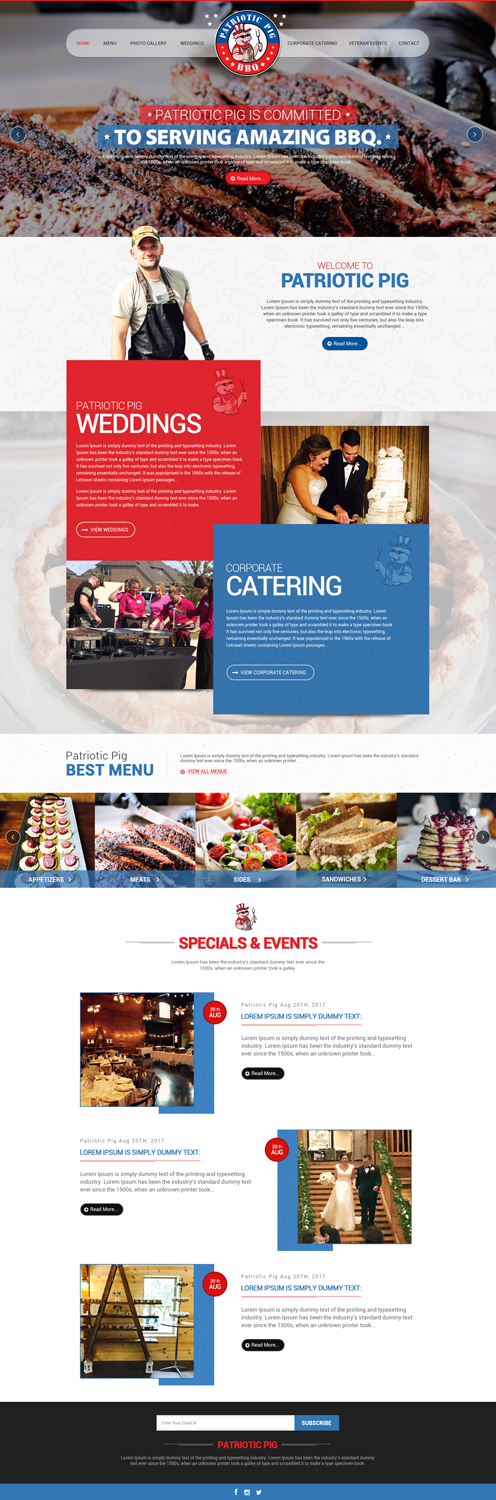 HOME MENU PHOTO GALLERY WEDDINGS
PATRIOTIC PIG
BBQ
CORPORATE CATERING VETERAN EVENTS CONTACT
PATRIOTIC PIG IS COMMITTED
TO SERVING AMAZING BBQ.
Lorem Ipsum is simply dummy text of the printing and typesetting industry. Lorem Ipsum has been the industry's standard dummy text ever since
the 1500s, when an unknown printer took a galley of type and scrambled it to make a type specimen book.
Read More...
WELCOME TO
PATRIOTIC PIG
Lorem Ipsum is simply dummy text of the printing and typesetting industry.
Lorem Ipsum has been the industry's standard dummy text ever since the 1500s,
when an unknown printer took a galley of type and scrambled it to make a type
specimen book. It has survived not only five centuries, but also the leap into
electronic typesetting, remaining essentially unchanged...
Read More...
PATRIOTIC PIG
WEDDINGS
Lorem Ipsum is simply dummy text of the printing and typesetting industry. Lorem
Ipsum has been the industry's standard dummy text ever since the 1500s, when an
unknown printer took a galley of type and scrambled it to make a type specimen book.
It has survived not only five centuries, but also the leap into electronic typesetting,
remaining essentially unchanged. It was popularised in the 1960s with the release of
Letraset sheets containing Lorem Ipsum passages...
Lorem Ipsum is simply dummy text of the printing and typesetting industry. Lorem
Ipsum has been the industry's standard dummy text ever since the 1500s, when an
unknown printer took a galley of type and scrambled it to make...
VIEW WEDDINGS
CORPORATE
CATERING
Lorem Ipsum is simply dummy text of the printing and typesetting industry. Lorem
Ipsum has been the industry's standard dummy text ever since the 1500s, when an
unknown printer took a galley of type and scrambled it to make a type specimen book.
It has survived not only five centuries, but also the leap into electronic typesetting,
remaining essentially unchanged. It was popularised in the 1960s with the release of
Letraset sheets containing Lorem Ipsum passages...
VIEW CORPORATE CATERING
Patriotic Pig
BEST MENU
Lorem Ipsum is simply dummy text of the printing and typesetting industry. Lorem Ipsum has been the industry's standard dummy text ever since the 1500s, when
an unknown printer...
VIEW ALL MENUE
APPETIZERS MEATS SIDES SANDWICHES DESSERT BAR
SPECIALS & EVENTS
Lorem Ipsum has been the industry's standard dummy text ever since the
1500s, when an unknown printer took a galley
20 th
AUG
Patriotic Pig Aug 20TH, 2017
LOREM IPSUM IS SIMPLY DUMMY TEXT:
Lorem Ipsum is simply dummy text of the printing and typesetting
industry. Lorem Ipsum has been the industry's standard dummy text
ever since the 1500s, when an unknown printer took...
Read More...
Patriotic Pig Aug 20TH, 2017
LOREM IPSUM IS SIMPLY DUMMY TEXT:
Lorem Ipsum is simply dummy text of the printing and typesetting
industry. Lorem Ipsum has been the industry's standard dummy text
ever since the 1500s, when an unknown printer took...
Read More...
20 th
AUG
20 th
AUG
Patriotic Pig Aug 20TH, 2017
LOREM IPSUM IS SIMPLY DUMMY TEXT:
Lorem Ipsum is simply dummy text of the printing and typesetting
industry. Lorem Ipsum has been the industry's standard dummy text
ever since the 1500s, when an unknown printer took...
Read More...
Enter Your Email Id SUBSCRIBE
PATRIOTIC PIG
Lorem Ipsum is simply dummy text of the printing and typesetting industry. Lorem Ipsum has been the industry's standard
dummy text ever since the 1500s, when an unknown printer took a galley of type and scrambled it to make a type specimen book.